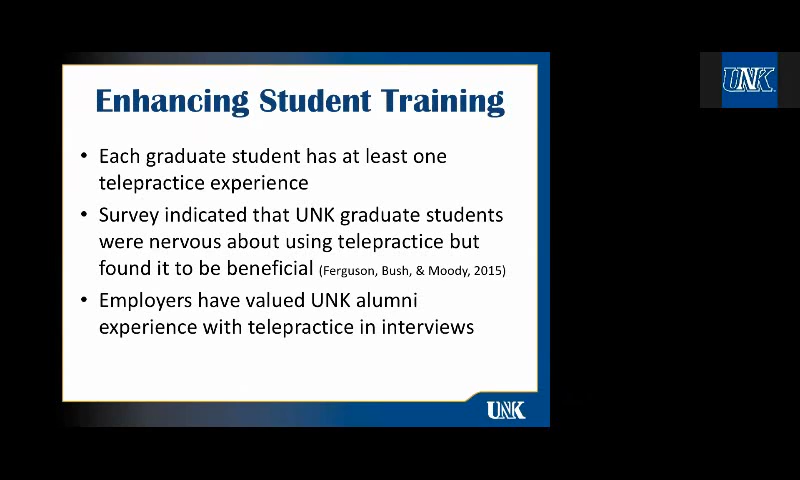 UNK
Enhancing Student Training
• Each graduate student has at least one
telepractice experience
• Survey indicated that UNK graduate students
were nervous about using telepractice but
found it to be beneficial (Ferguson, Bush, & Moody, 2015)
• Employers have valued UNK alumni
experience with telepractice in interviews
UNK